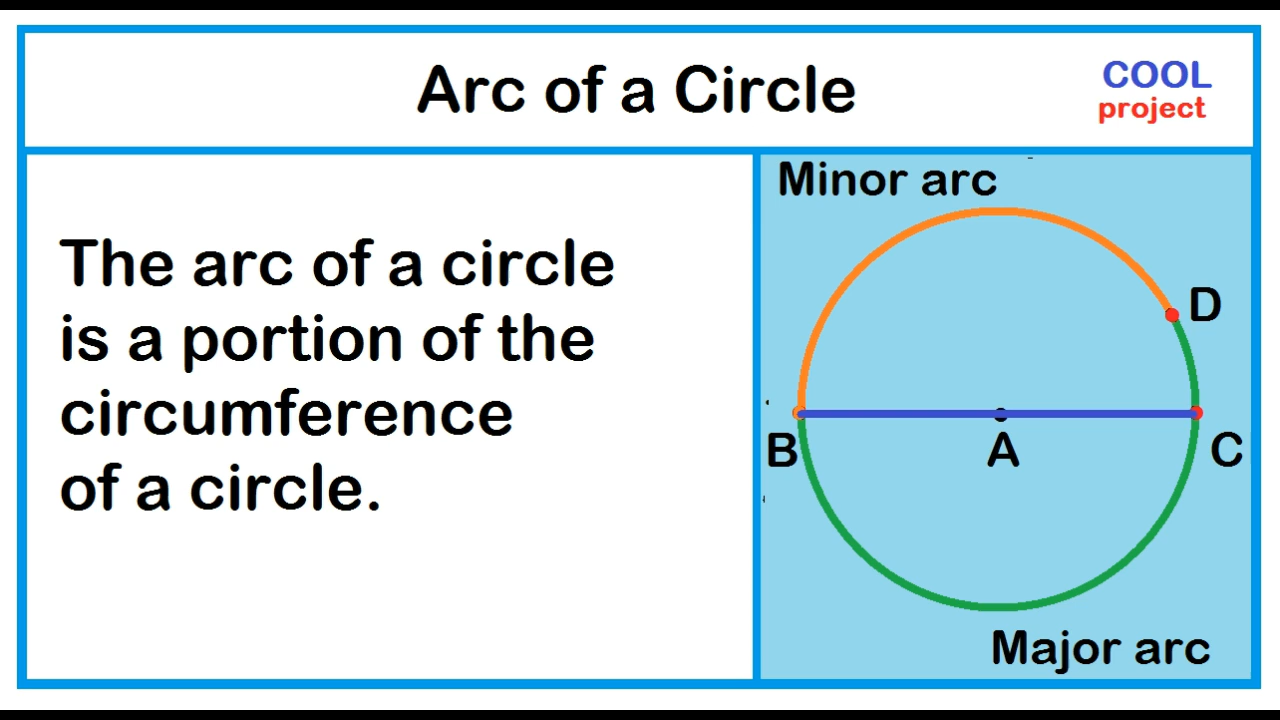 Arc of a Circle
COOL
project
The arc of a circle
is a portion of the
circumference
of a circle.
Minor arc
D
B
A
C
Major arc